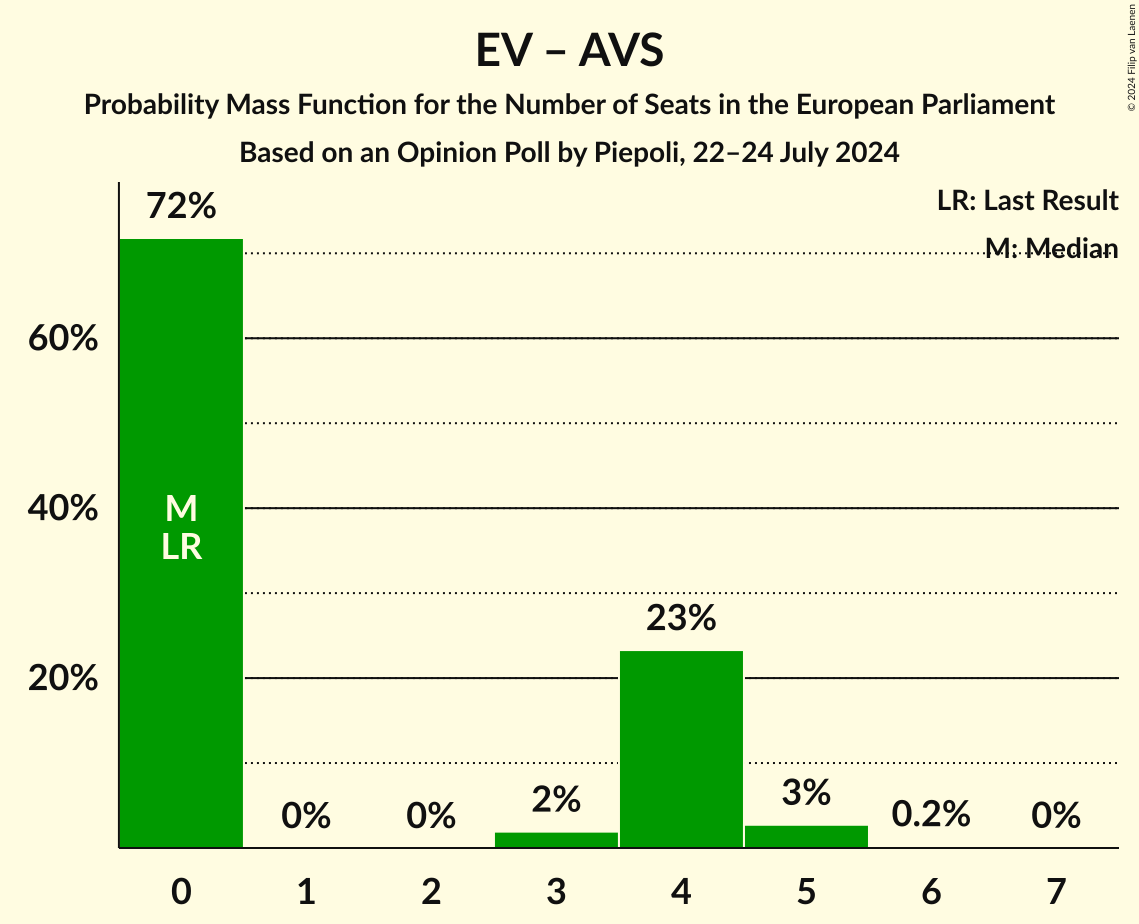 EV – AVS
Probability Mass Function for the Number of Seats in the European Parliament
Based on an Opinion Poll by Piepoli, 22–24 July 2024
© 2024 Filip van Laenen
LR: Last Result
M: Median
72%
60%
40%
20%
M
LR
0%
0%
2%
23%
3%
0.2%
0%
0
1
2
3
4
5
6
7